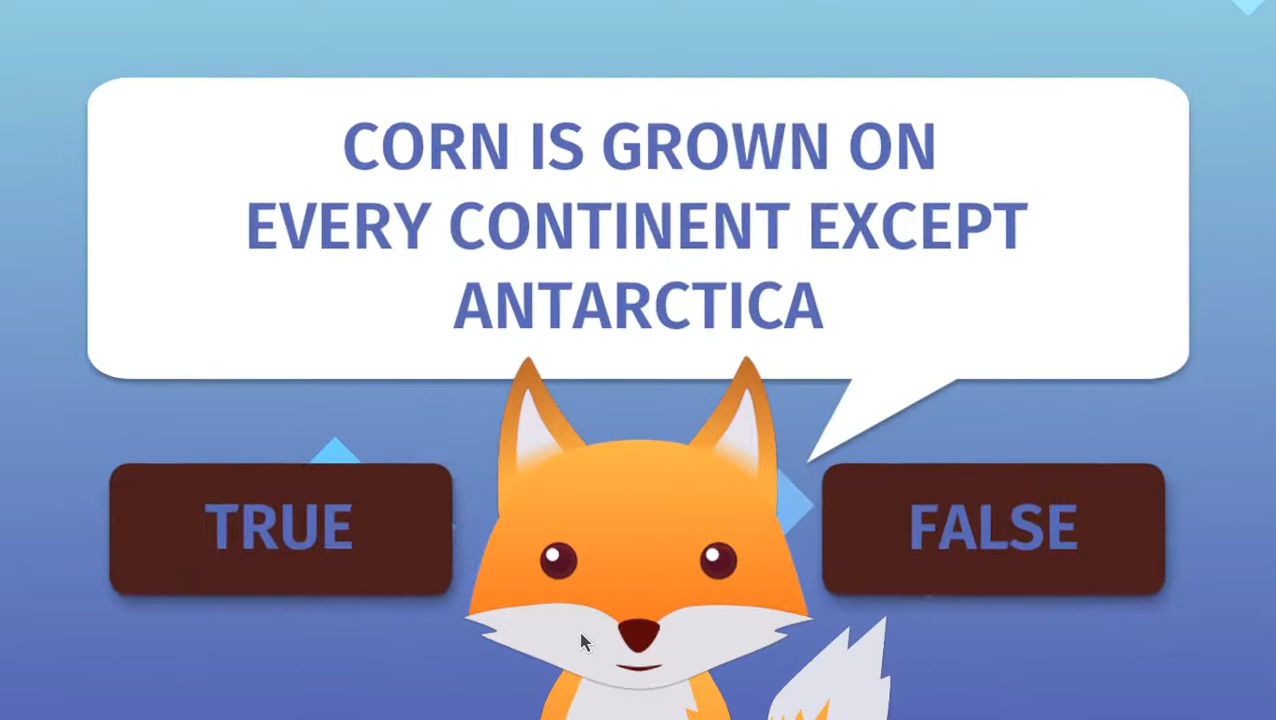 CORN IS GROWN ON
EVERY CONTINENT EXCEPT
ANTARCTICA
TRUE
FALSE